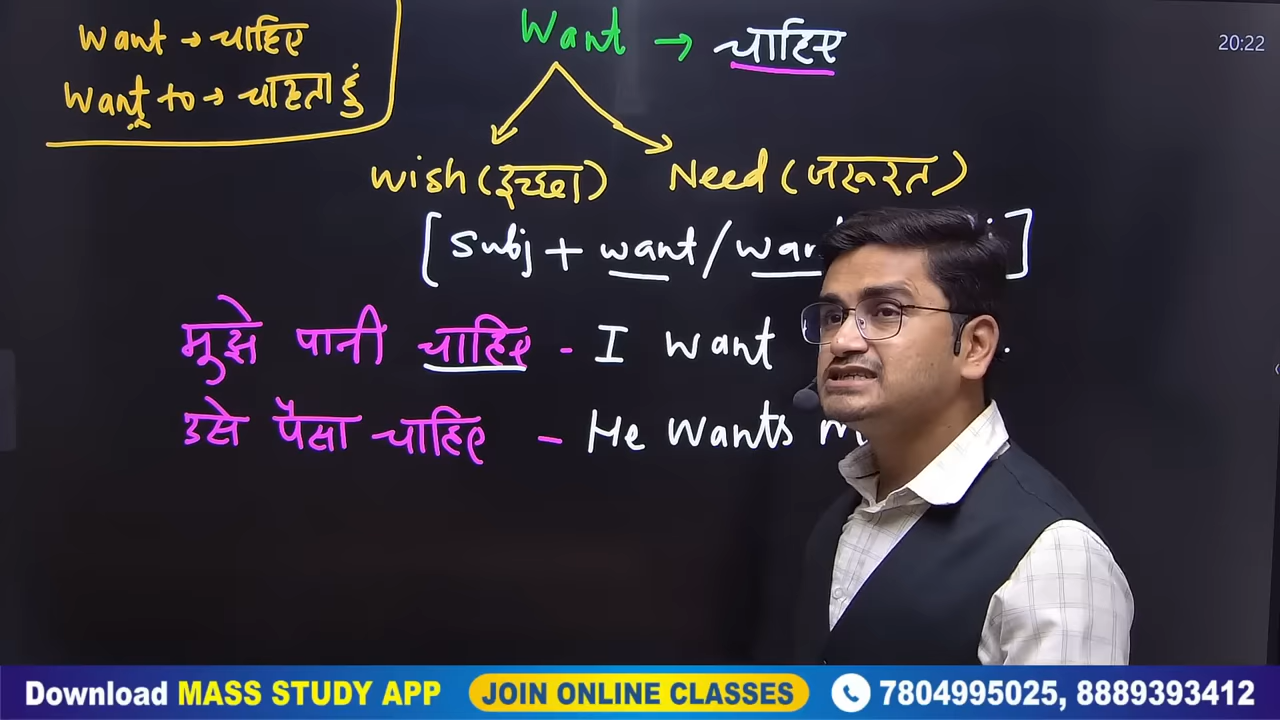 want → चाहिए
Want to → चाहता हूं
Want → चाहिए
20:22
Wish (इच्छा) Need (जरूरत)
[Subj + want /
मुझे पानी चाहिए - I want
उसे पैसा चाहिए - He wants
Download MASS STUDY APP JOIN ONLINE CLASSES 7804995025, 8889393412